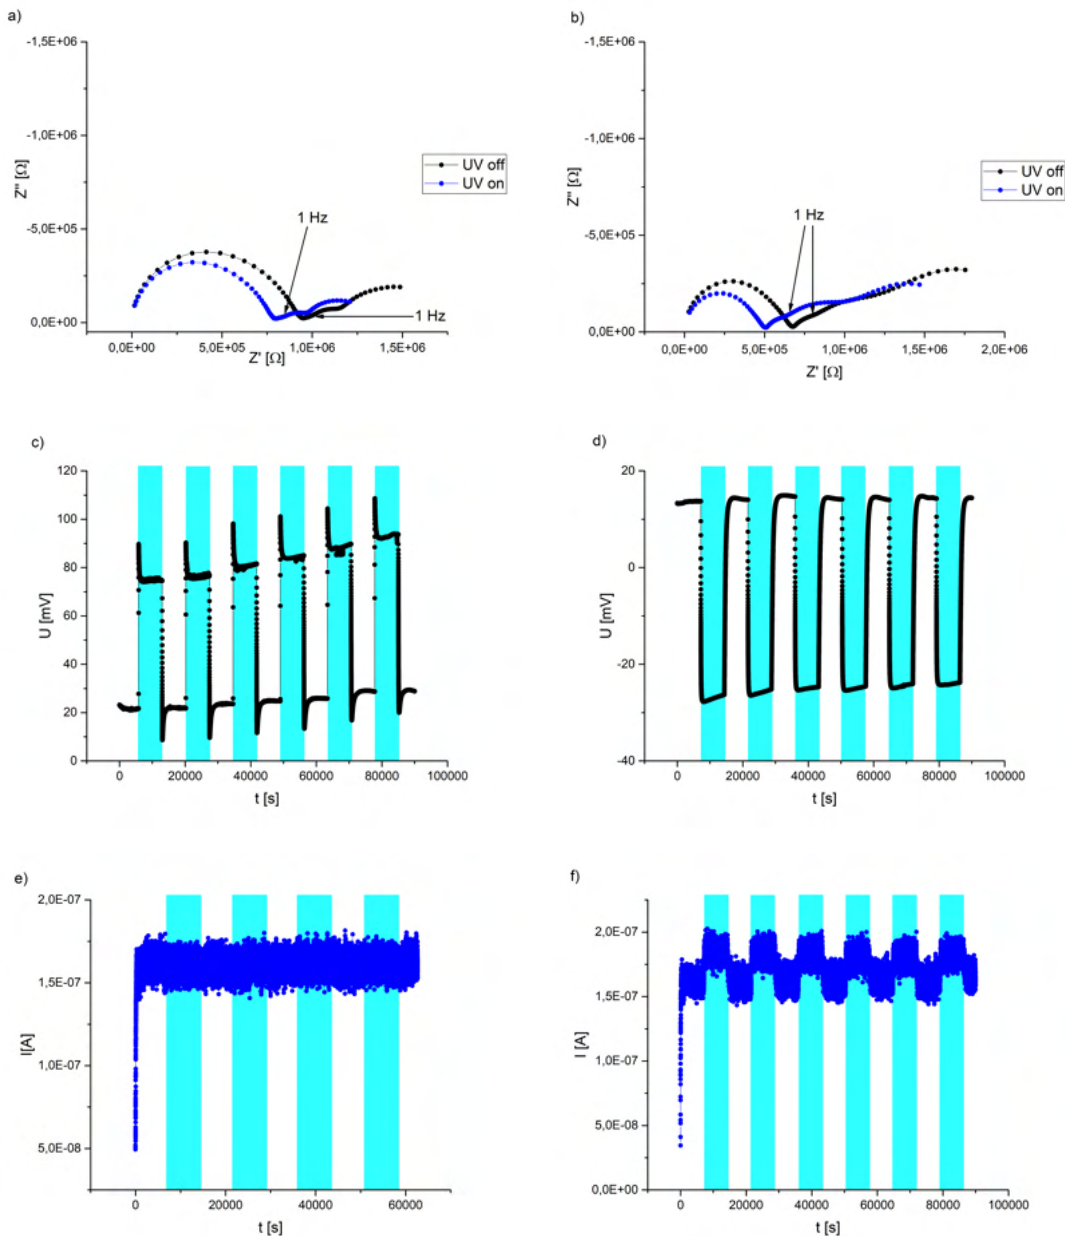 a)
-1,5E+06
-1,0E+06
-5,0E+05
0,0E+00
Z" [Ω]
0,0E+00 5,0E+05 1,0E+06 1,5E+06
Z' [Ω]
UV off
UV on
1 Hz
1 Hz
b)
-1,5E+06
-1,0E+06
-5,0E+05
0,0E+00
Z" [Ω]
0,0E+00 5,0E+05 1,0E+06 1,5E+06 2,0E+06
Z' [Ω]
UV off
UV on
1 Hz
c)
120
100
80
60
40
20
0
U [mV]
0 20000 40000 60000 80000 100000
t [s]
d)
20
0
-20
-40
U [mV]
0 20000 40000 60000 80000 100000
t [s]
e)
2,0E-07
1,5E-07
1,0E-07
5,0E-08
I[A]
0 20000 40000 60000
t [s]
f)
2,0E-07
1,5E-07
1,0E-07
5,0E-08
0,0E+00
I [A]
0 20000 40000 60000 80000 100000
t [s]